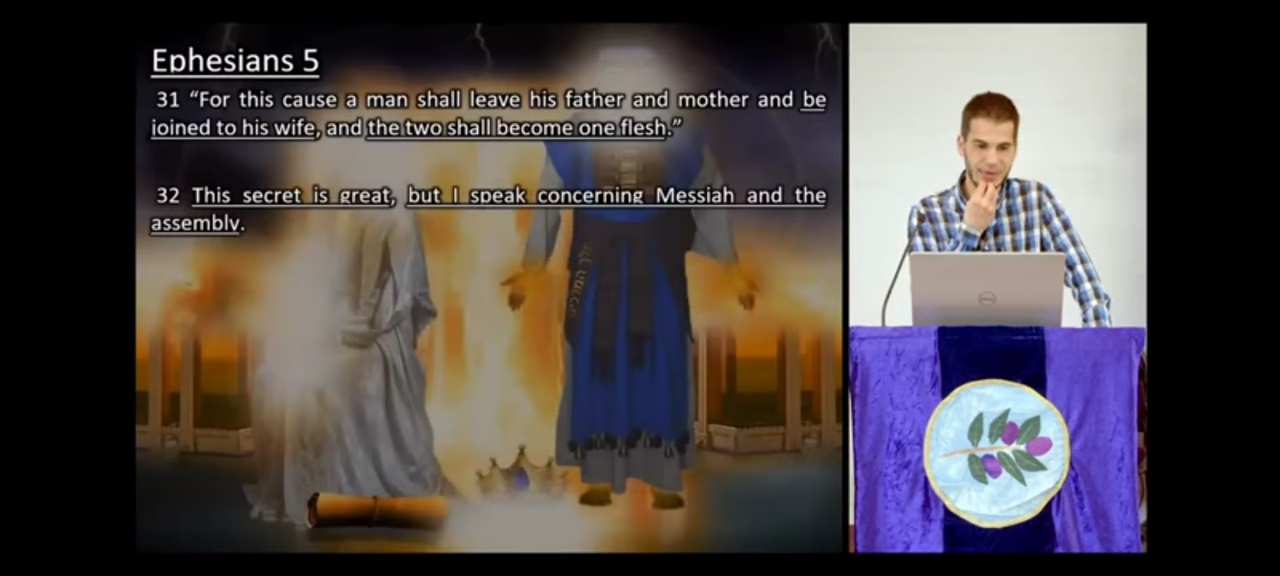 Ephesians 5
31 “For this cause a man shall leave his father and mother and be
joined to his wife, and the two shall become one flesh.”
32 This secret is great, but I speak concerning Messiah and the
assembly.
DELL